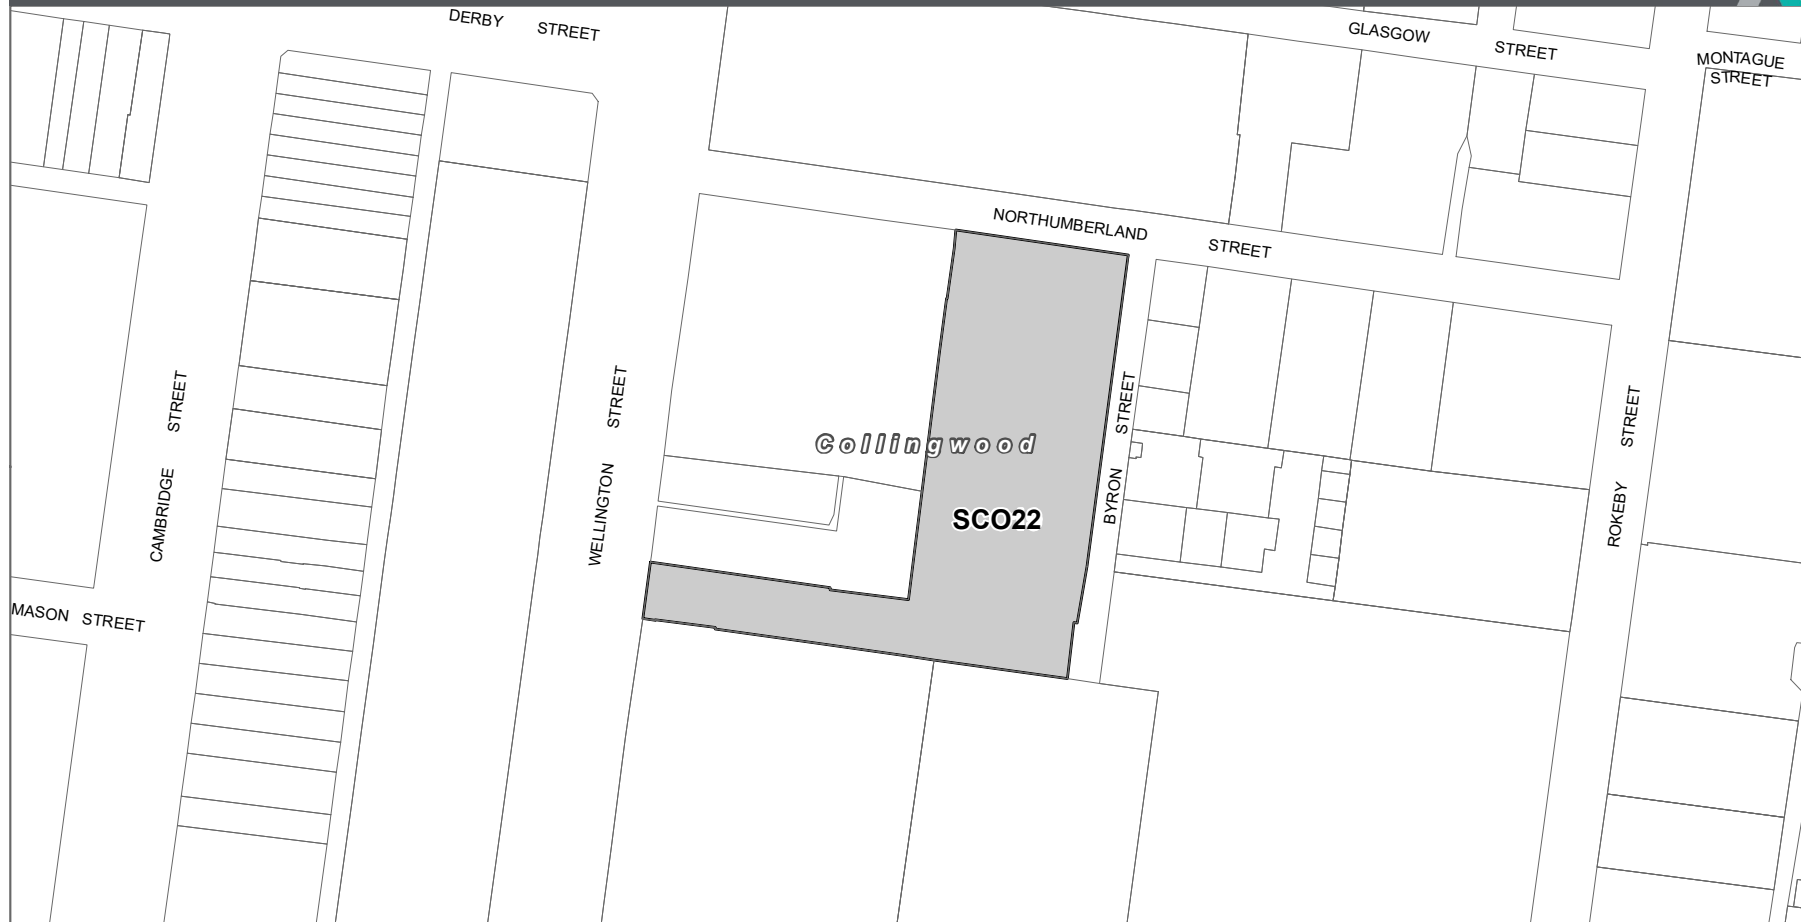 DERBY STREET
GLASGOW STREET
MONTAGUE
STREET
NORTHUMBERLAND STREET
CAMBRIDGE STREET
WELLINGTON STREET
BYRON STREET
ROKEBY STREET
Collingwood
SCO22
MASON STREET